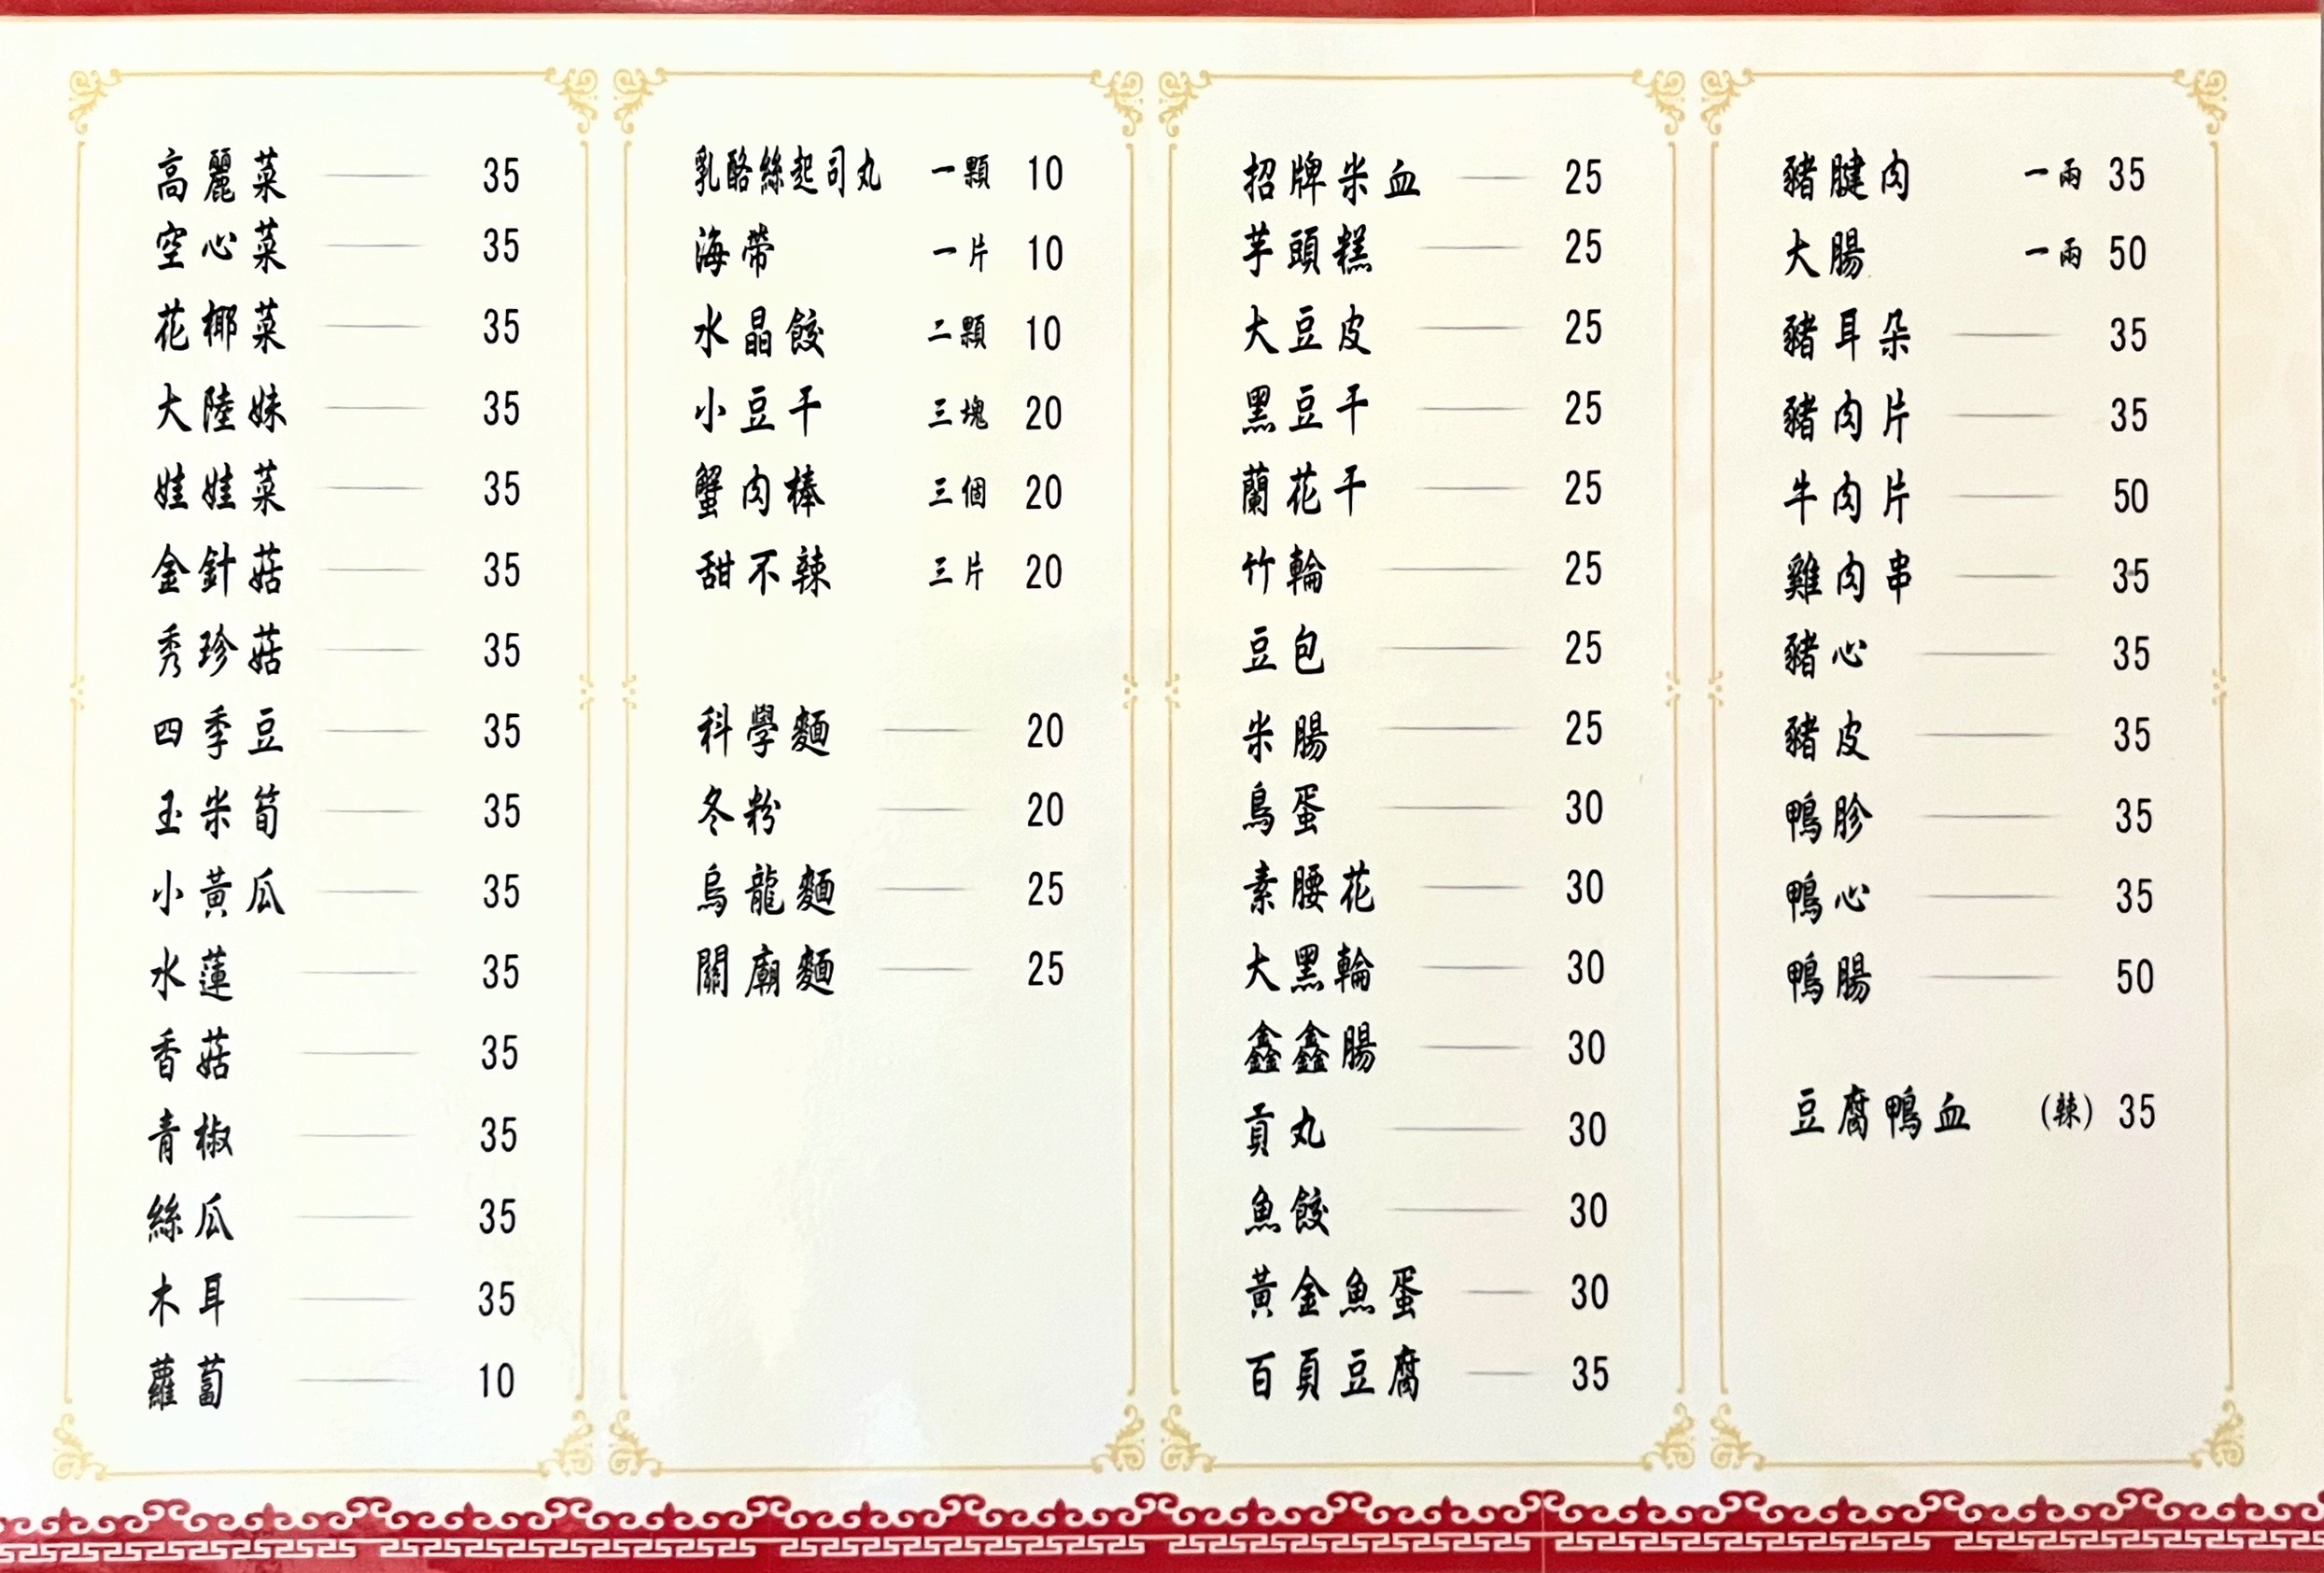 高麗菜 35
空心菜 35
花椰菜 35
大陸妹 35
娃娃菜 35
金針菇 35
秀珍菇 35
四季豆 35
玉米筍 35
小黃瓜 35
水蓮 35
香菇 35
青椒 35
絲瓜 35
木耳 35
蘿蔔 10
乳酪絲起司丸 一顆 10
海帶 一片 10
水晶餃 二顆 10
小豆干 三塊 20
蟹肉棒 三個 20
甜不辣 三片 20
科學麵 20
冬粉 20
烏龍麵 25
關廟麵 25
招牌米血 25
芋頭糕 25
大豆皮 25
黑豆干 25
蘭花干 25
竹輪 25
豆包 25
米腸 25
鳥蛋 30
素腰花 30
大黑輪 30
鑫鑫腸 30
貢丸 30
魚餃 30
黃金魚蛋 30
百頁豆腐 35
豬腱肉 一兩 35
大腸 一兩 50
豬耳朵 35
豬肉片 35
牛肉片 50
雞肉串 35
豬心 35
豬皮 35
鴨胗 35
鴨心 35
鴨腸 50
豆腐鴨血 (辣) 35